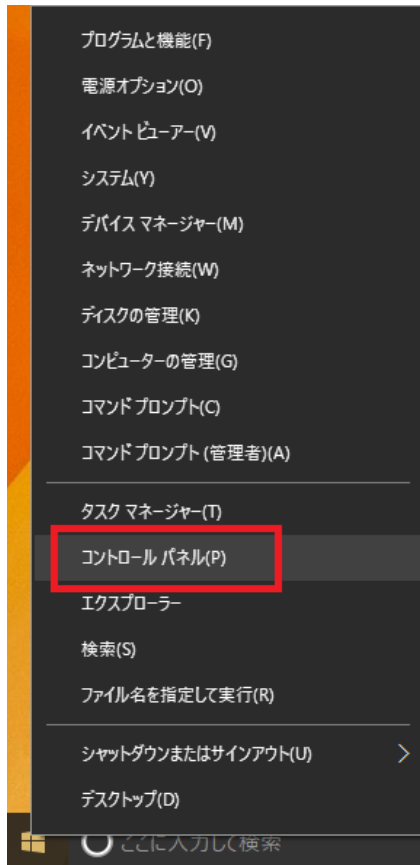 プログラムと機能(F)
電源オプション(O)
イベント ビューアー(V)
システム(Y)
デバイス マネージャー(M)
ネットワーク接続(W)
ディスクの管理(K)
コンピューターの管理(G)
コマンド プロンプト(C)
コマンド プロンプト (管理者)(A)
タスク マネージャー(T)
コントロール パネル(P)
エクスプローラー
検索(S)
ファイル名を指定して実行(R)
シャットダウンまたはサインアウト(U)
デスクトップ(D)
ここに入力して検索